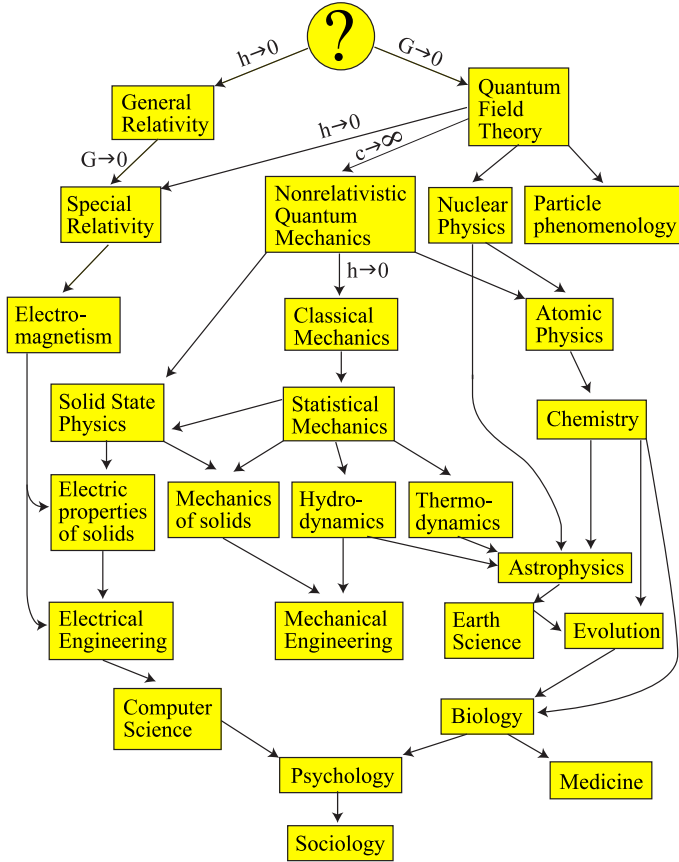 ?
h→0
G→0
General
Relativity
Quantum
Field
Theory
h→0
c→∞
G→0
Special
Relativity
Nonrelativistic
Quantum
Mechanics
Nuclear
Physics
Particle
phenomenology
h→0
Electro-
magnetism
Classical
Mechanics
Atomic
Physics
Solid State
Physics
Statistical
Mechanics
Chemistry
Electric
properties
of solids
Mechanics
of solids
Hydro-
dynamics
Thermo-
dynamics
Astrophysics
Electrical
Engineering
Mechanical
Engineering
Earth
Science
Evolution
Computer
Science
Biology
Psychology
Medicine
Sociology